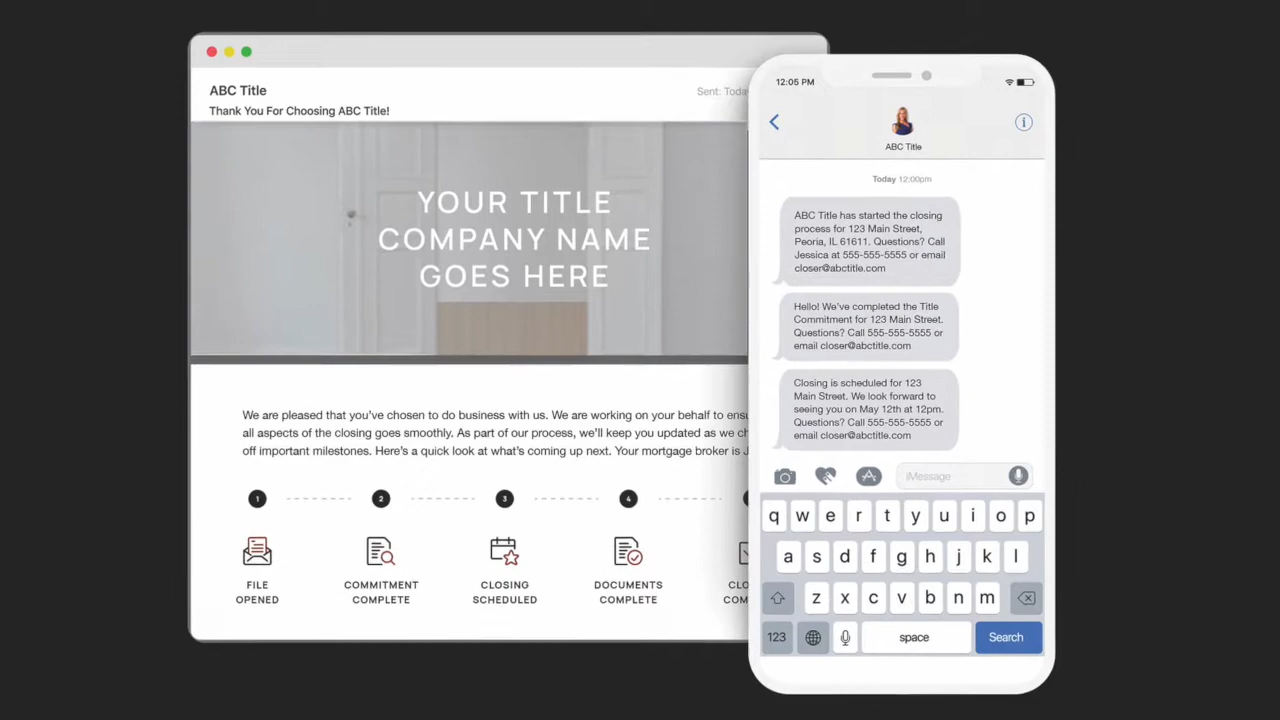 ABC Title
Sent: Today
Thank You For Choosing ABC Title!
YOUR TITLE
COMPANY NAME
GOES HERE
We are pleased that you've chosen to do business with us. We are working on your behalf to
all aspects of the closing goes smoothly. As part of our process, we'll keep you updated as we
off important milestones. Here's a quick look at what's coming up next. Your mortgage broker is
1
2
3
4
FILE
OPENED
COMMITMENT
COMPLETE
CLOSING
SCHEDULED
DOCUMENTS
COMPLETE
12:05 PM
i
ABC Title
Today 12:00pm
ABC Title has started the closing
process for 123 Main Street,
Peoria, IL 61611. Questions? Call
Jessica at 555-555-5555 or email
closer@abctitle.com
Hello! We've completed the Title
Commitment for 123 Main Street.
Questions? Call 555-555-5555 or
email closer@abctitle.com
Closing is scheduled for 123
Main Street. We look forward to
seeing you on May 12th at 12pm.
Questions? Call 555-555-5555 or
email closer@abctitle.com
iMessage
q w e r t y u i o p
a s d f g h j k l
z x c v b n m
123 space Search